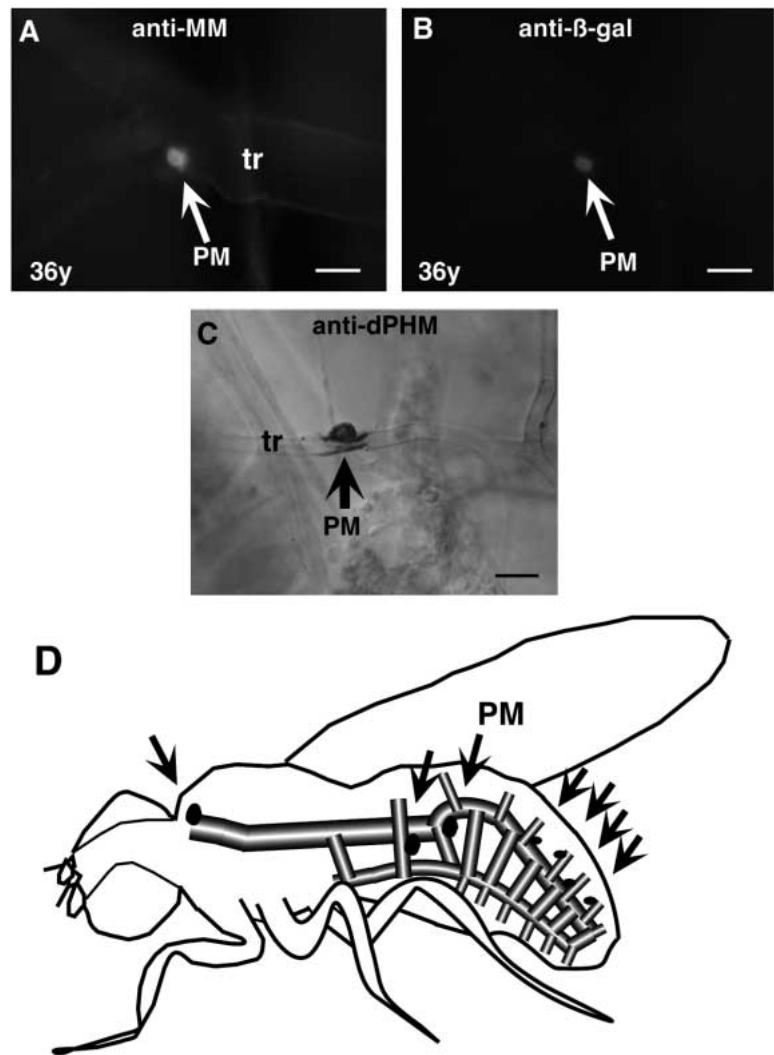 A anti-MM
tr
PM
36y
B anti-ß-gal
PM
36y
C anti-dPHM
tr
PM
D
PM